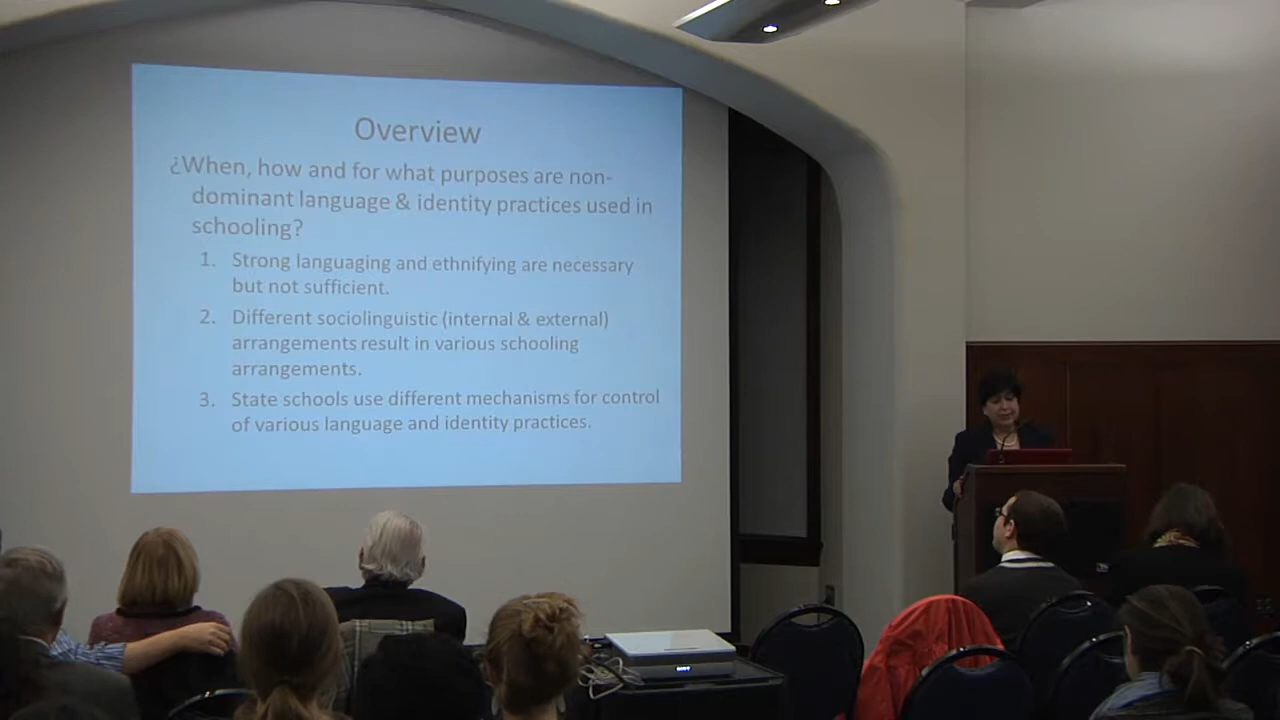 Overview
¿When, how and for what purposes are non-
dominant language & identity practices used in
schooling?
1. Strong languaging and ethnifying are necessary
but not sufficient.
2. Different sociolinguistic (internal & external)
arrangements result in various schooling
arrangements.
3. State schools use different mechanisms for control
of various language and identity practices.